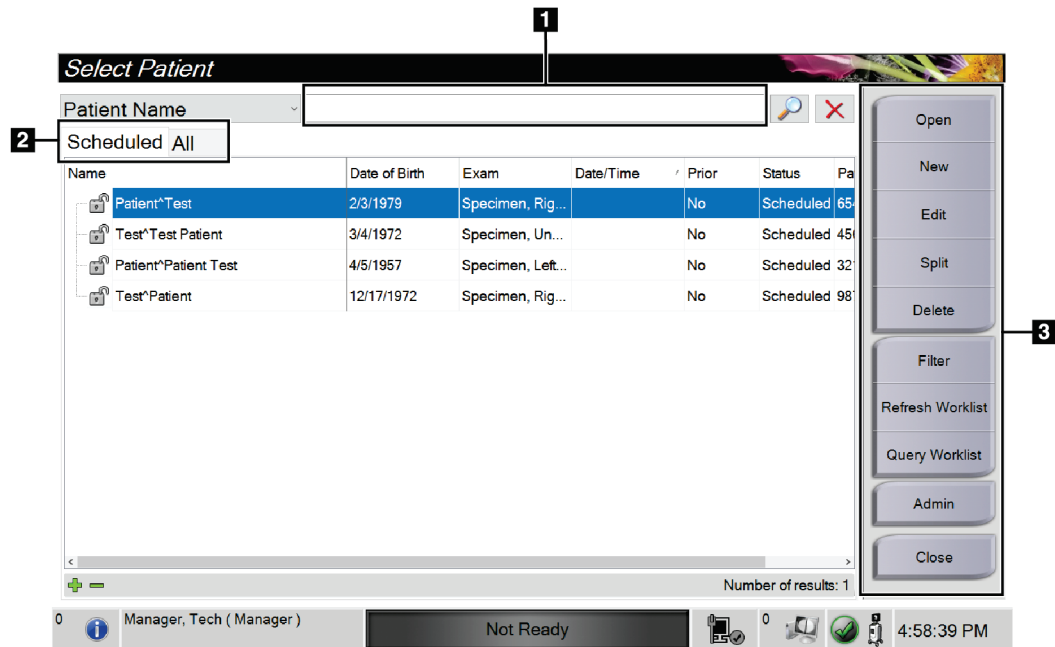 1
Select Patient
Patient Name
2
Scheduled All
Name Date of Birth Exam Date/Time Prior Status Pa
Patient^Test 2/3/1979 Specimen, Rig... No Scheduled 654
Test^Test Patient 3/4/1972 Specimen, Un... No Scheduled 456
Patient^Patient Test 4/5/1957 Specimen, Left... No Scheduled 321
Test^Patient 12/17/1972 Specimen, Rig... No Scheduled 987
Number of results: 1
Open
New
Edit
Split
Delete
3
Filter
Refresh Worklist
Query Worklist
Admin
Close
0 Manager, Tech ( Manager ) Not Ready 0 4:58:39 PM